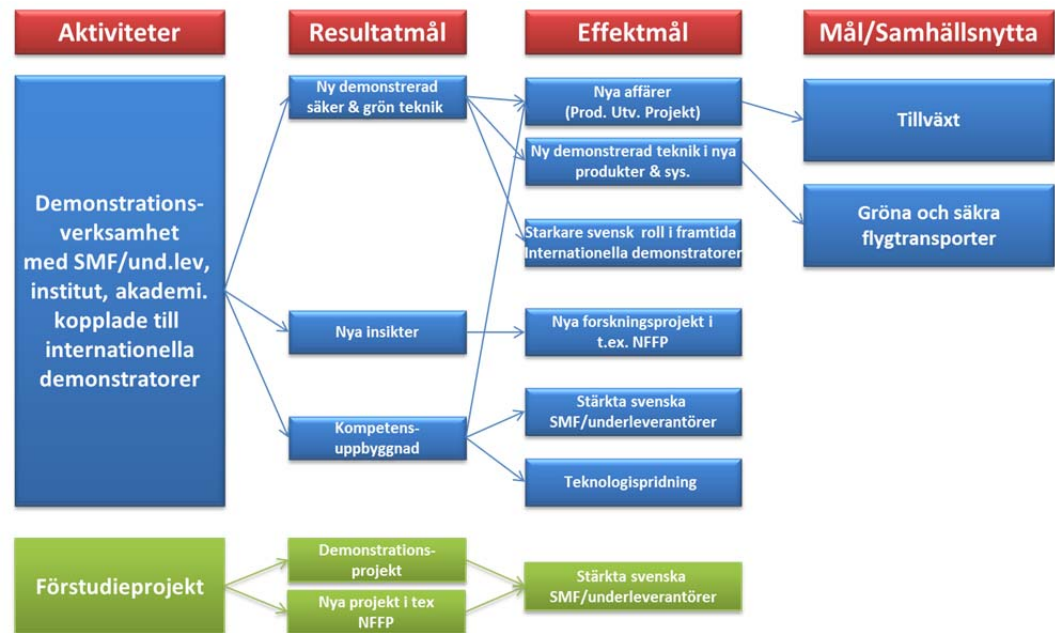 Aktiviteter
Resultatmål
Effektmål
Mål/Samhällsnytta
Demonstrations-
verksamhet
med SMF/und.lev,
institut, akademi.
kopplade till
internationella
demonstratorer
Ny demonstrerad
säker & grön teknik
Nya insikter
Kompetens-
uppbyggnad
Nya affärer
(Prod. Utv. Projekt)
Ny demonstrerad teknik i nya
produkter & sys.
Starkare svensk roll i framtida
Internationella demonstratorer
Nya forskningsprojekt i
t.ex. NFFP
Stärkta svenska
SMF/underleverantörer
Teknologispridning
Tillväxt
Gröna och säkra
flygtransporter
Förstudieprojekt
Demonstrations-
projekt
Nya projekt i tex
NFFP
Stärkta svenska
SMF/underleverantörer